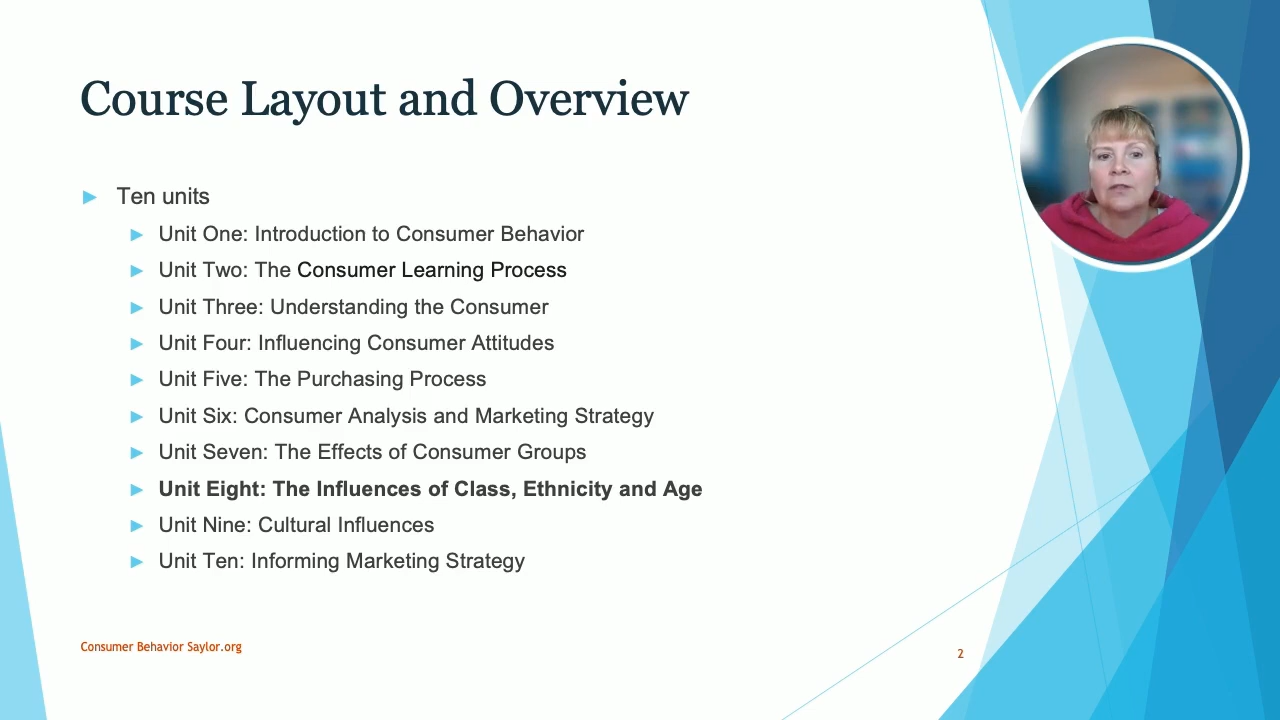 Course Layout and Overview
Ten units
Unit One: Introduction to Consumer Behavior
Unit Two: The Consumer Learning Process
Unit Three: Understanding the Consumer
Unit Four: Influencing Consumer Attitudes
Unit Five: The Purchasing Process
Unit Six: Consumer Analysis and Marketing Strategy
Unit Seven: The Effects of Consumer Groups
Unit Eight: The Influences of Class, Ethnicity and Age
Unit Nine: Cultural Influences
Unit Ten: Informing Marketing Strategy
Consumer Behavior Saylor.org
2